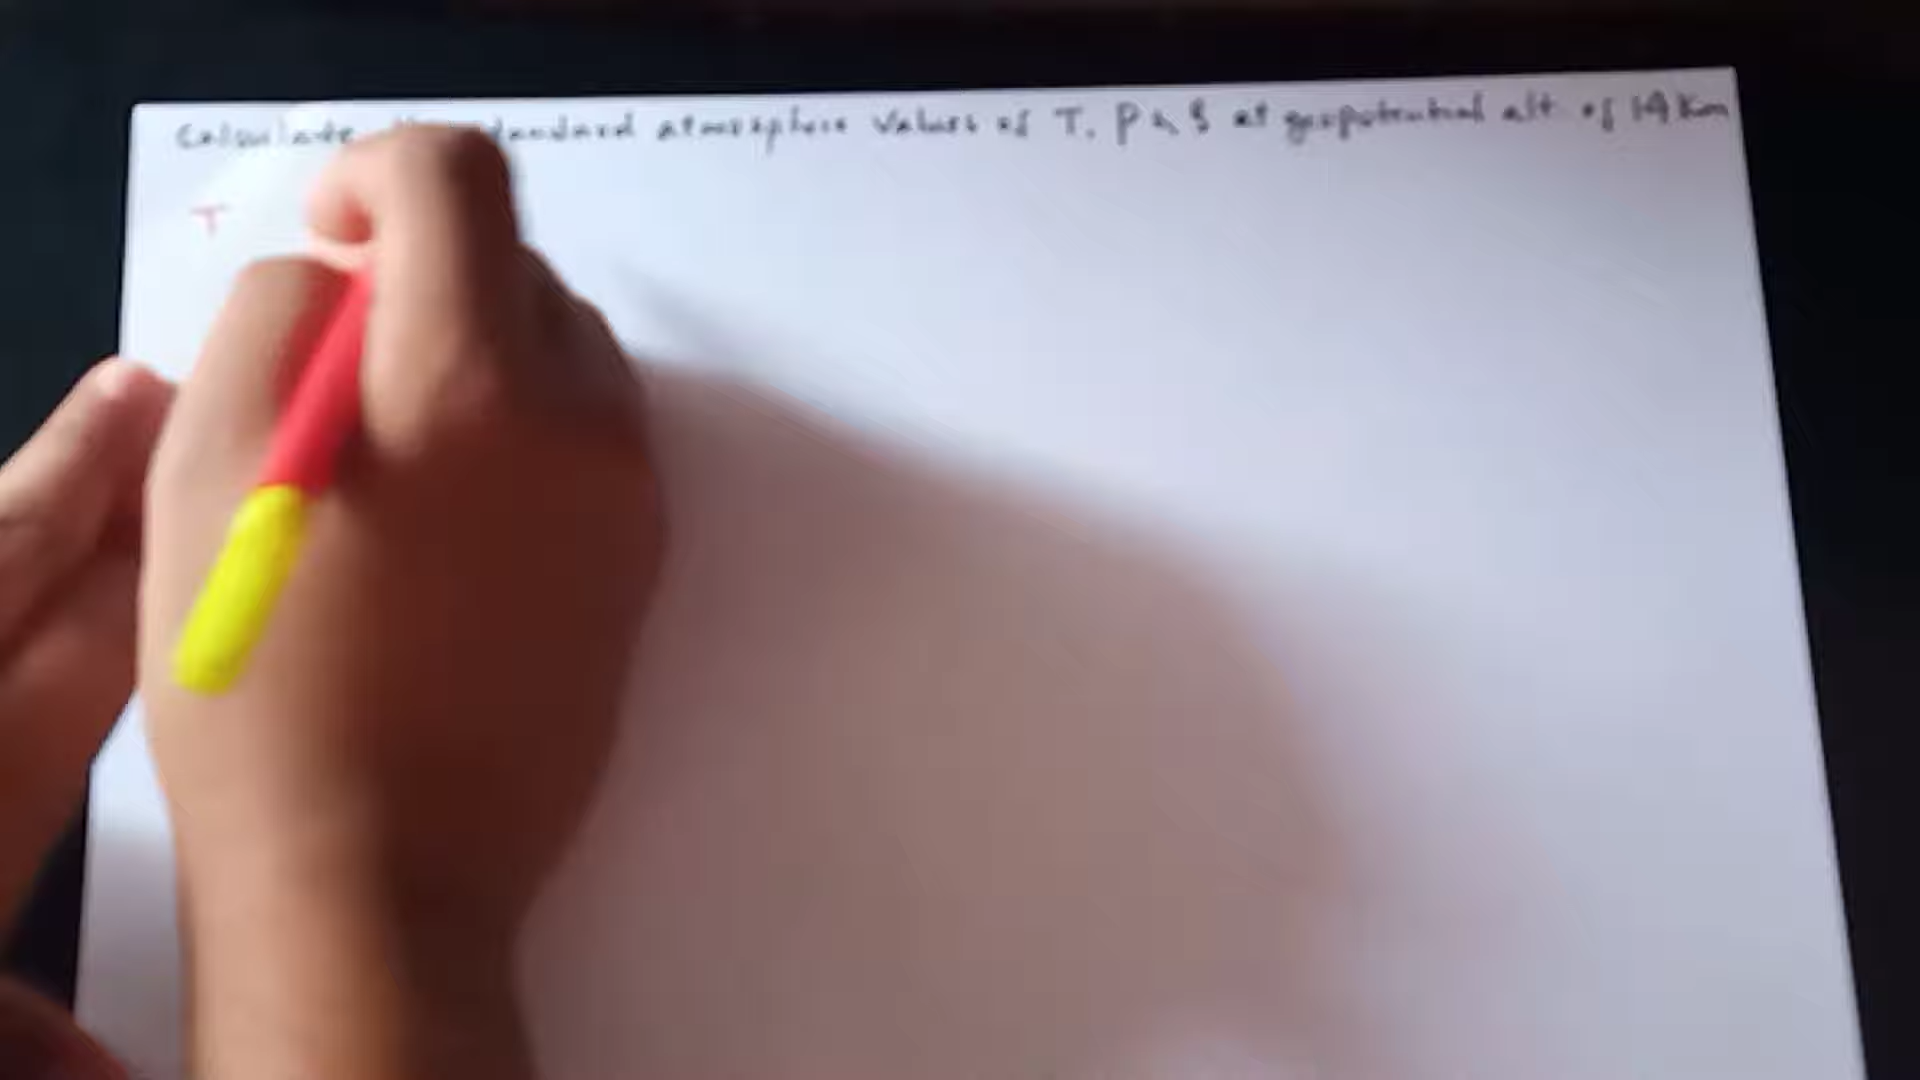 Calculate standard atmosphere values of T, P & ρ at geopotential alt. of 14 Km
T